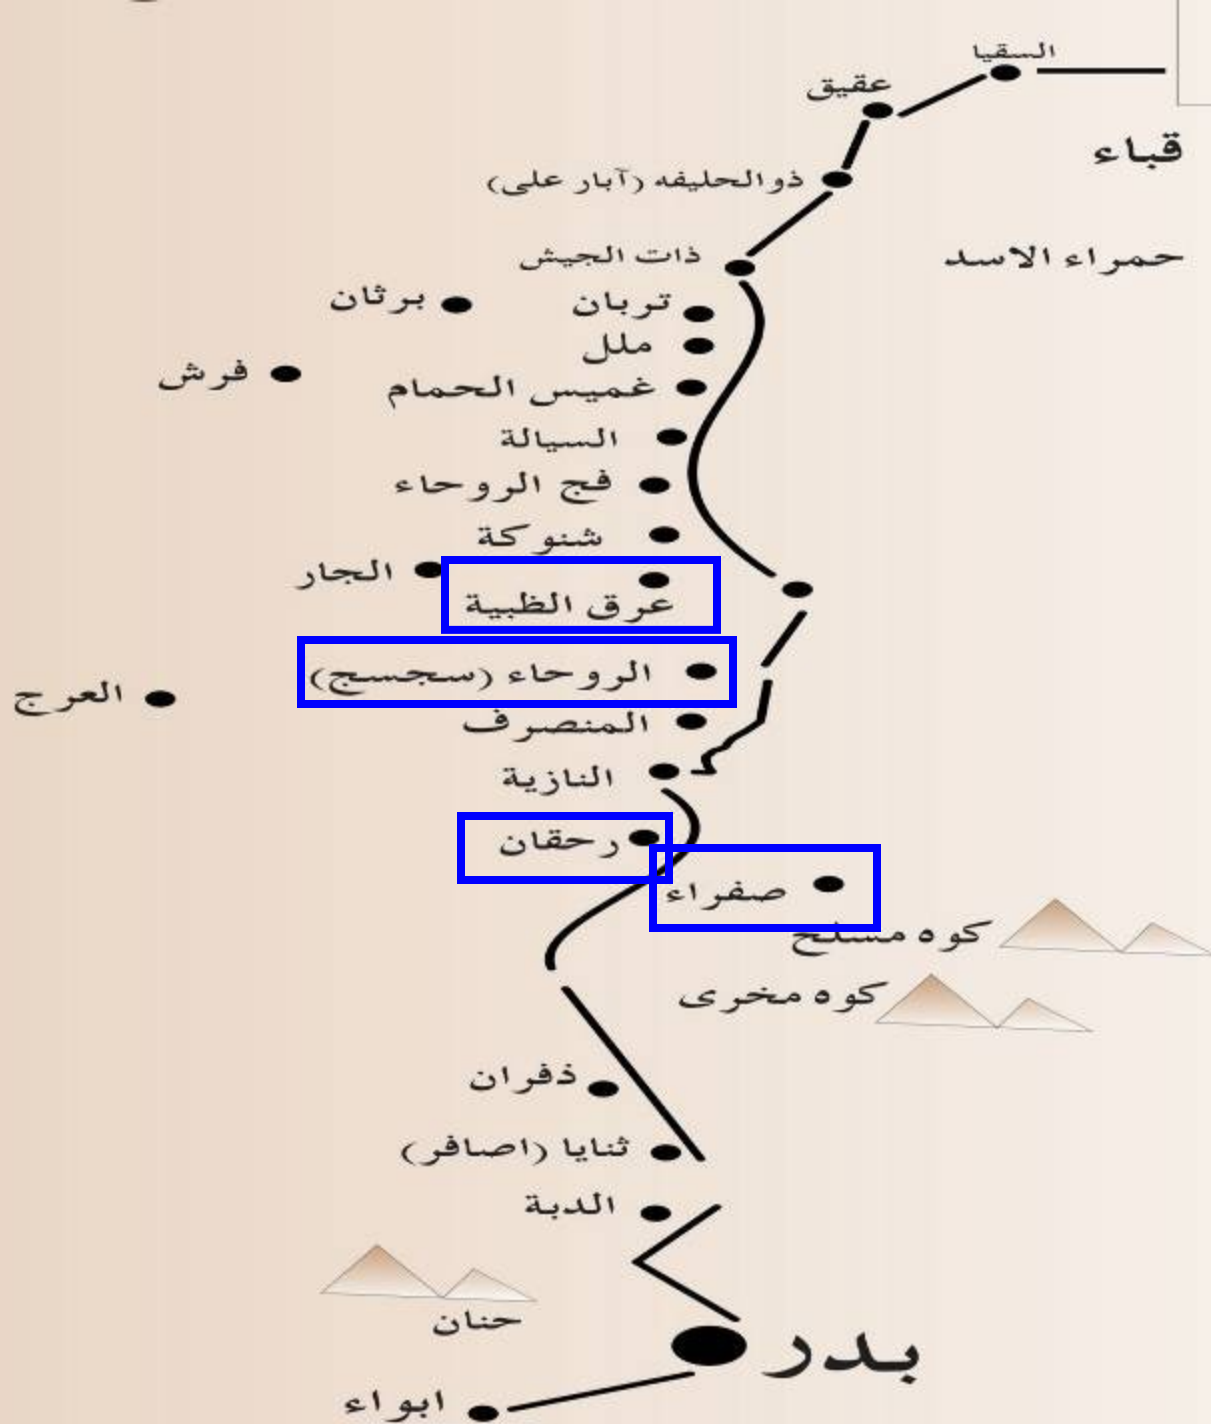 السقيا
عقيق
قباء
ذوالحليفه (آبار على)
ذات الجيش
حمراء الاسد
تربان
برثان
ملل
فرش
غميس الحمام
السيالة
فج الروحاء
شنوكة
الجار
عرق الظبية
الروحاء (سجسج)
العرج
المنصرف
النازية
رحقان
صفراء
كوه مسلح
كوه مخرى
ذفران
ثنايا (اصافر)
الدبة
حنان
بدر
ابواء